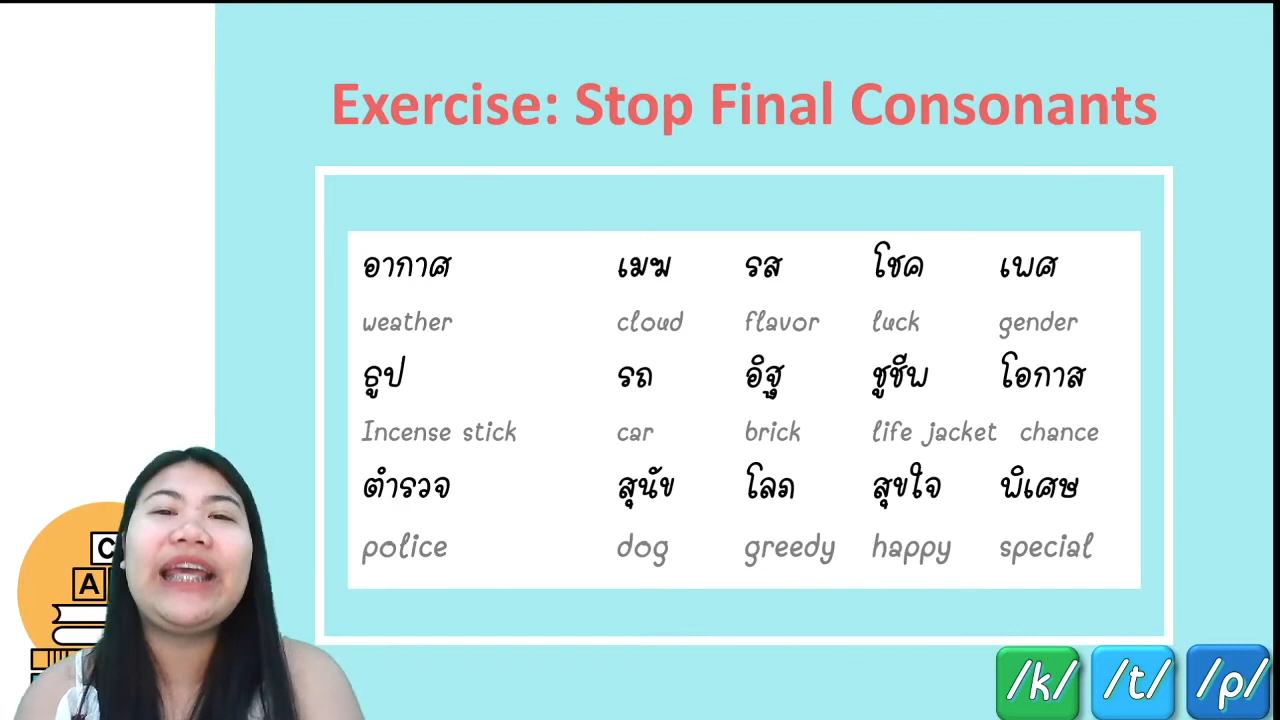 Exercise: Stop Final Consonants
อากาศ เมฆ รส โชค เพศ
weather cloud flavor luck gender
ธูป รถ อิฐ ชูชีพ โอกาส
Incense stick car brick life jacket chance
ตำรวจ สุนัข โลภ สุขใจ พิเศษ
police dog greedy happy special
C
A
/k/ /t/ /p/